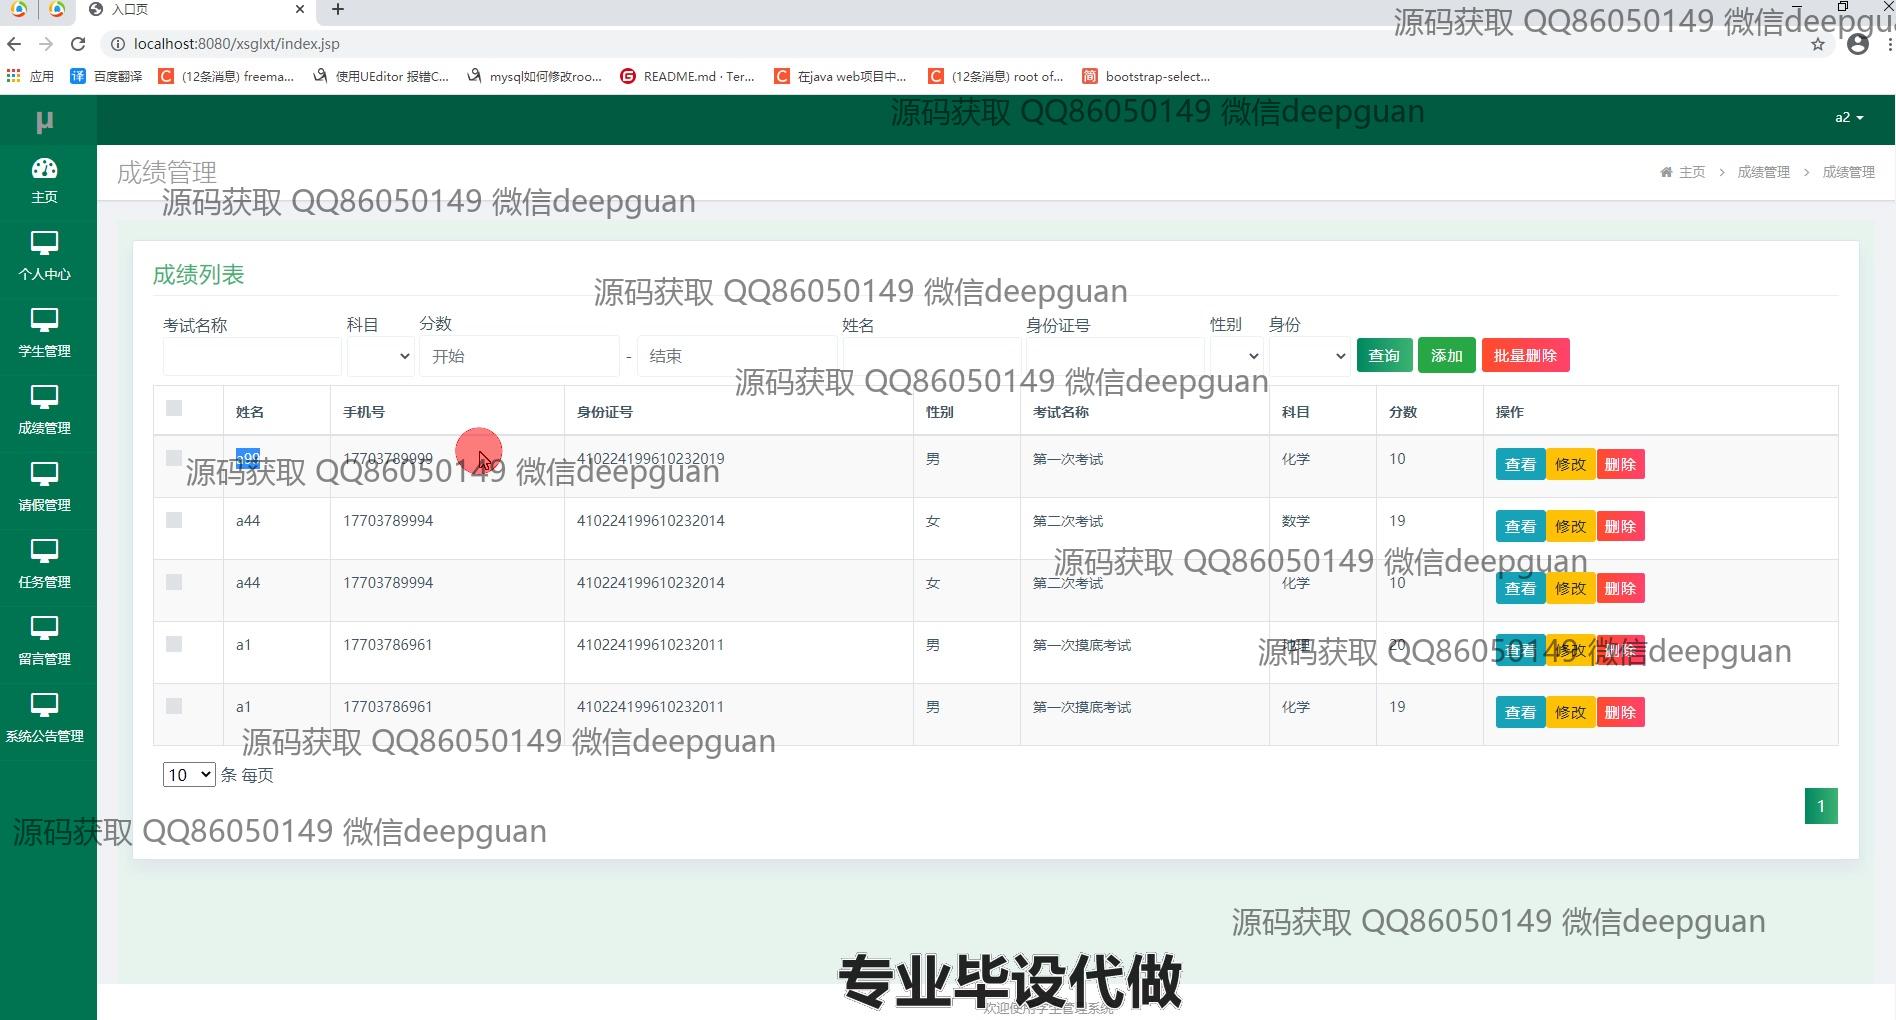 入口页
源码获取 QQ86050149 微信deepgu
localhost:8080/xsglxt/index.jsp
应用 百度翻译 (12条消息) freema... 使用UEditor 报错C... mysql如何修改roo... README.md · Ter... 在java web项目中... (12条消息) root of... bootstrap-select...
μ
源码获取 QQ86050149 微信deepguan
a2
主页
个人中心
学生管理
成绩管理
请假管理
任务管理
留言管理
系统公告管理
成绩管理
主页 > 成绩管理 > 成绩管理
源码获取 QQ86050149 微信deepguan
成绩列表
源码获取 QQ86050149 微信deepguan
考试名称 科目 分数 姓名 身份证号 性别 身份
开始 - 结束 查询 添加 批量删除
源码获取 QQ86050149 微信deepguan
姓名 手机号 身份证号 性别 考试名称 科目 分数 操作
a99 17703789999 410224199610232019 男 第一次考试 化学 10 查看 修改 删除
源码获取 QQ86050149 微信deepguan
a44 17703789994 410224199610232014 女 第二次考试 数学 19 查看 修改 删除
源码获取 QQ86050149 微信deepguan
a44 17703789994 410224199610232014 女 第二次考试 化学 10 查看 修改 删除
a1 17703786961 410224199610232011 男 第一次摸底考试 地理 20 查看 修改 删除
源码获取 QQ86050149 微信deepguan
a1 17703786961 410224199610232011 男 第一次摸底考试 化学 19 查看 修改 删除
源码获取 QQ86050149 微信deepguan
10 条 每页
1
源码获取 QQ86050149 微信deepguan
源码获取 QQ86050149 微信deepguan
专业毕设代做
欢迎使用学生管理系统